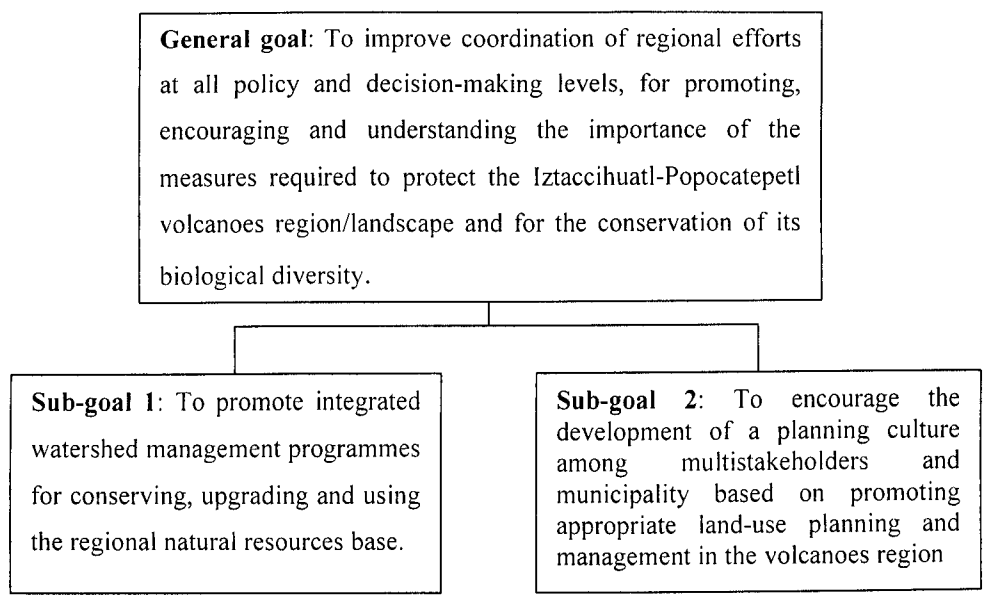 General goal: To improve coordination of regional efforts
at all policy and decision-making levels, for promoting,
encouraging and understanding the importance of the
measures required to protect the Iztaccihuatl-Popocatepetl
volcanoes region/landscape and for the conservation of its
biological diversity.
Sub-goal 1: To promote integrated
watershed management programmes
for conserving, upgrading and using
the regional natural resources base.
Sub-goal 2: To encourage the
development of a planning culture
among multistakeholders and
municipality based on promoting
appropriate land-use planning and
management in the volcanoes region